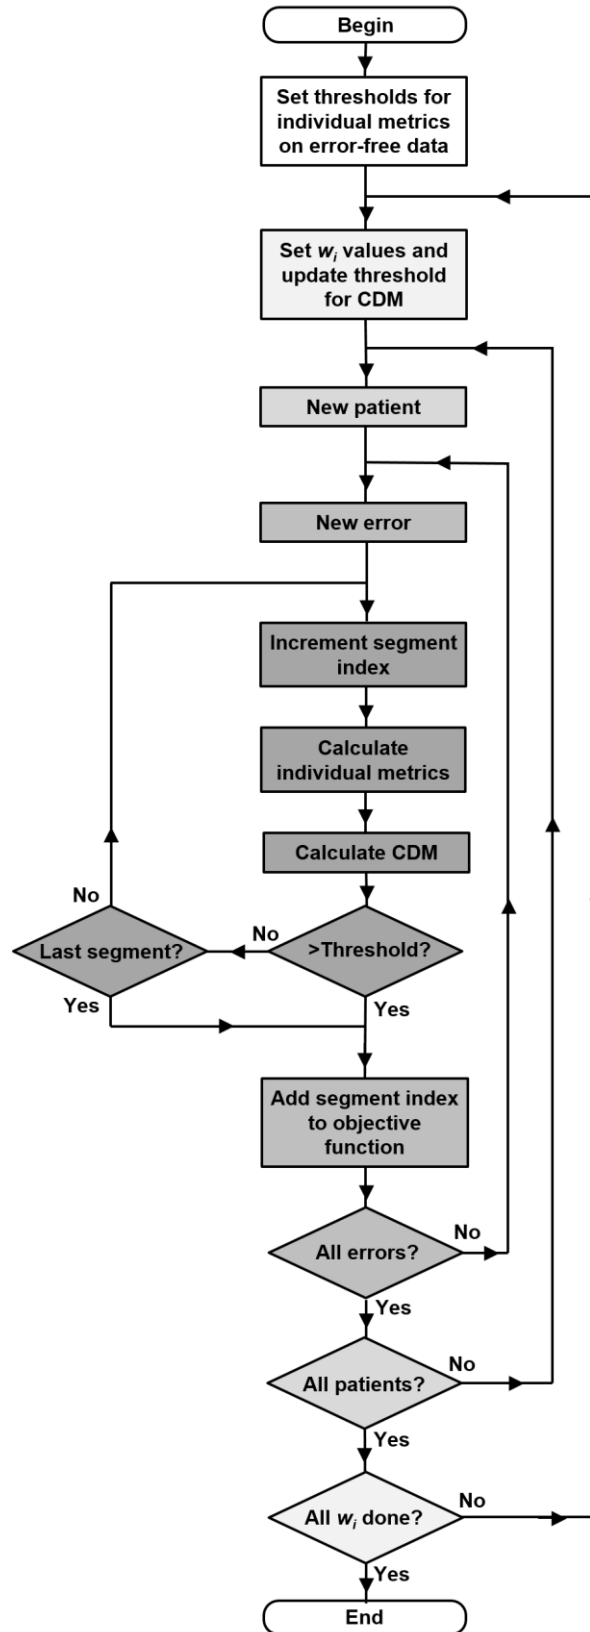 Begin
Set thresholds for
individual metrics
on error-free data
Set wi values and
update threshold
for CDM
New patient
New error
Increment segment
index
Calculate
individual metrics
Calculate CDM
No
No
Last segment?
>Threshold?
Yes
Yes
Add segment index
to objective
function
No
All errors?
Yes
No
All patients?
Yes
No
All wi done?
Yes
End